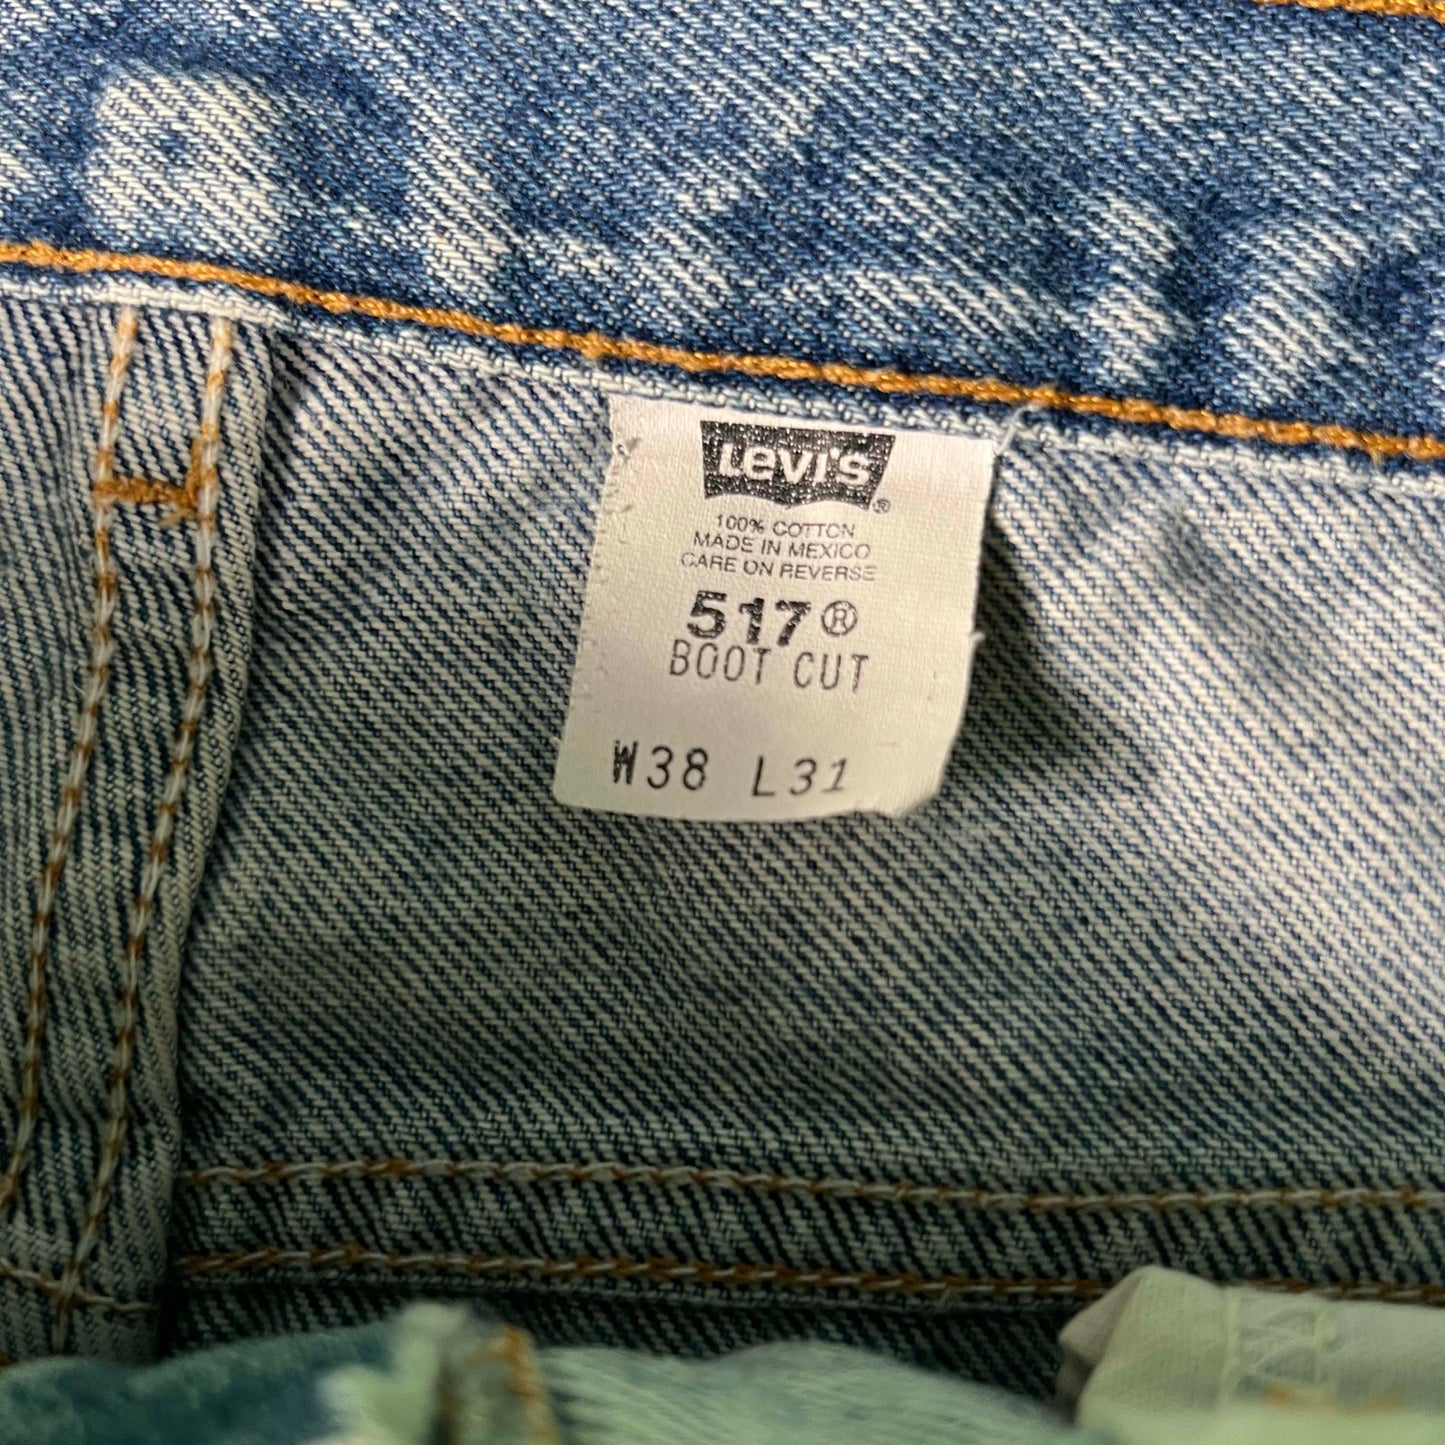 Levi's®
100% COTTON
MADE IN MEXICO
CARE ON REVERSE
517®
BOOT CUT
W38 L31